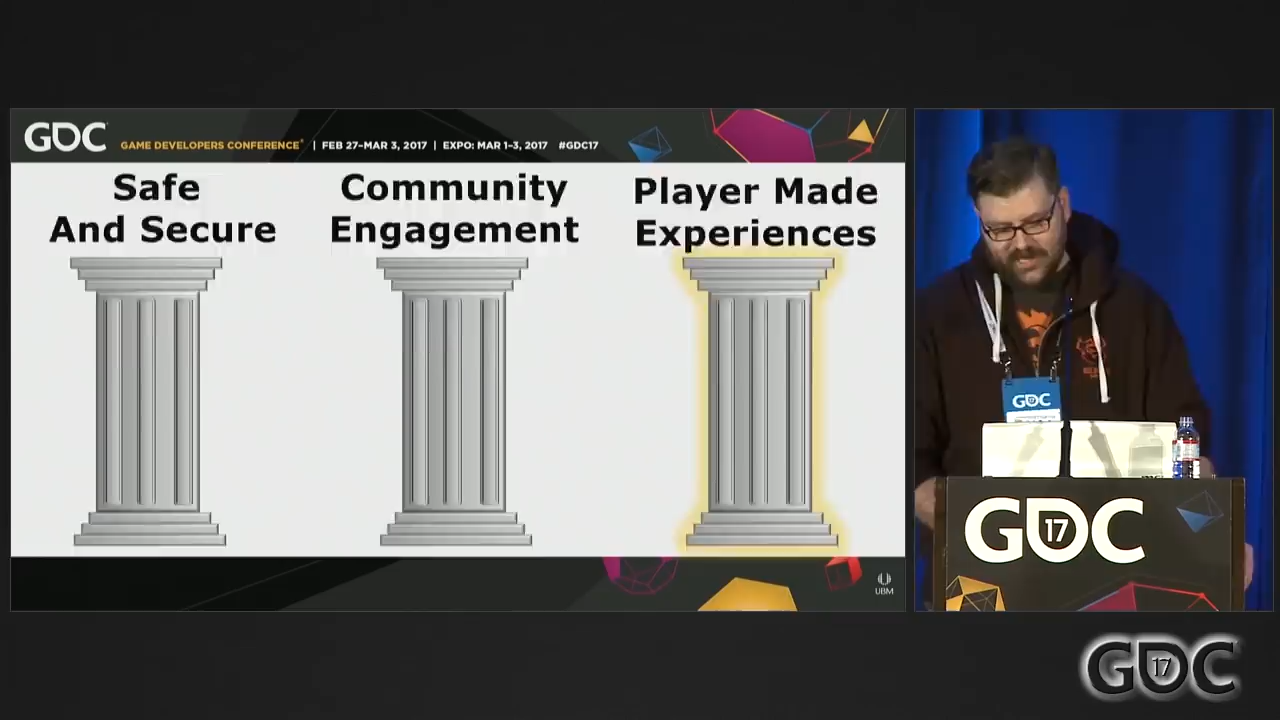 GDC
GAME DEVELOPERS CONFERENCE® | FEB 27–MAR 3, 2017 | EXPO: MAR 1–3, 2017 #GDC17
Safe
And Secure
Community
Engagement
Player Made
Experiences
UBM
GDC
GDC
17
GDC
17